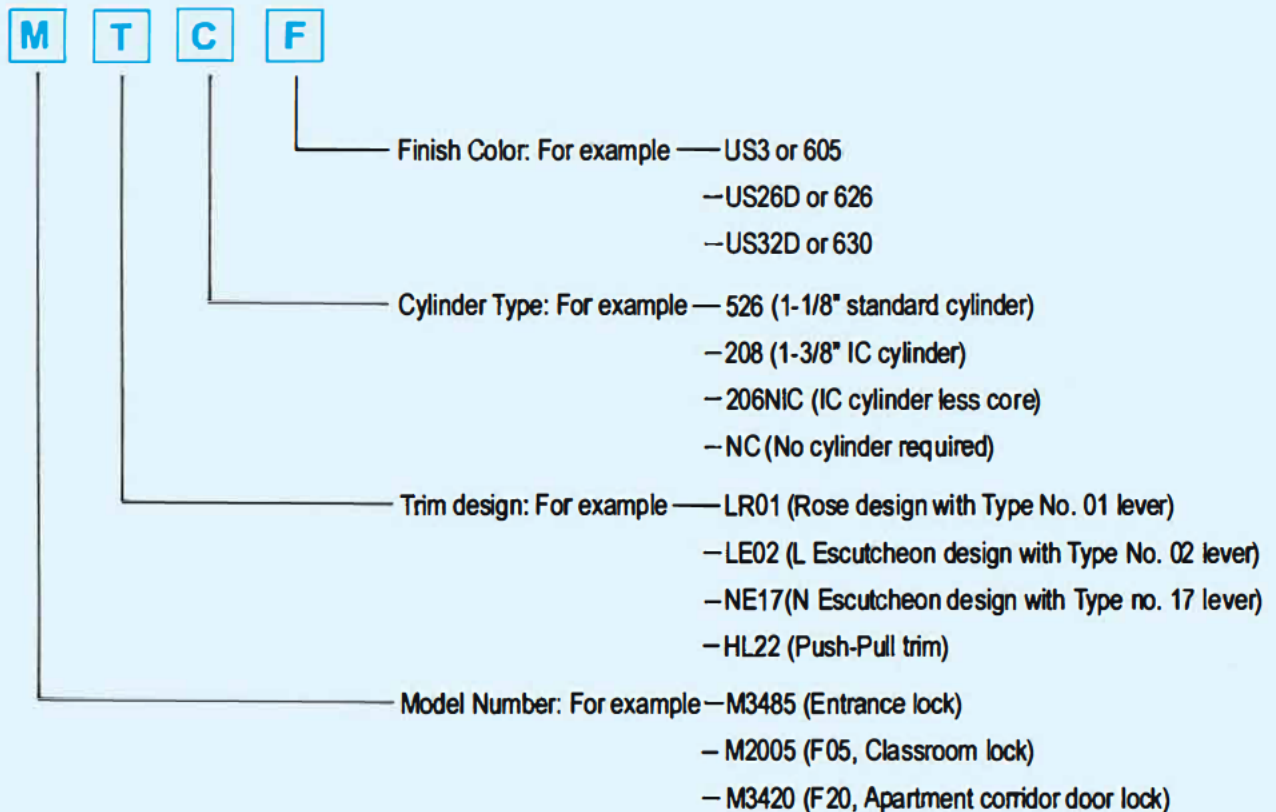 M T C F
Finish Color: For example — US3 or 605
— US26D or 626
— US32D or 630
Cylinder Type: For example — 526 (1-1/8" standard cylinder)
— 208 (1-3/8" IC cylinder)
— 206NIC (IC cylinder less core)
— NC (No cylinder required)
Trim design: For example — LR01 (Rose design with Type No. 01 lever)
— LE02 (L Escutcheon design with Type No. 02 lever)
— NE17(N Escutcheon design with Type no. 17 lever)
— HL22 (Push-Pull trim)
Model Number: For example — M3485 (Entrance lock)
— M2005 (F05, Classroom lock)
— M3420 (F20, Apartment corridor door lock)